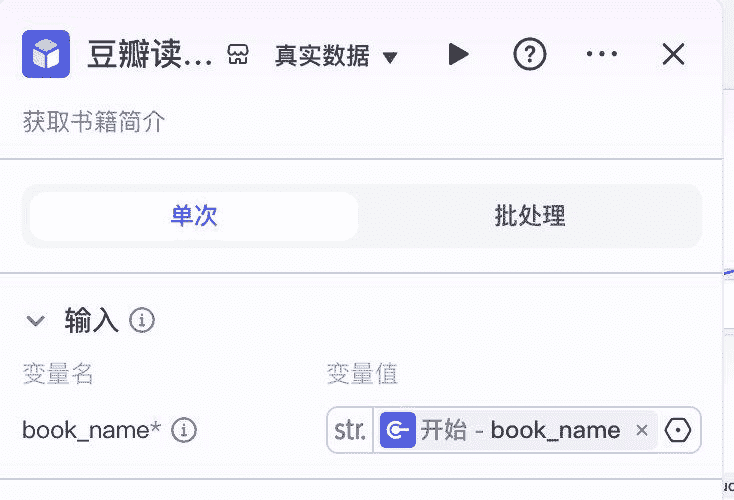 豆瓣读... 真实数据
获取书籍简介
单次 批处理
输入
变量名 变量值
book_name* str. 开始 - book_name